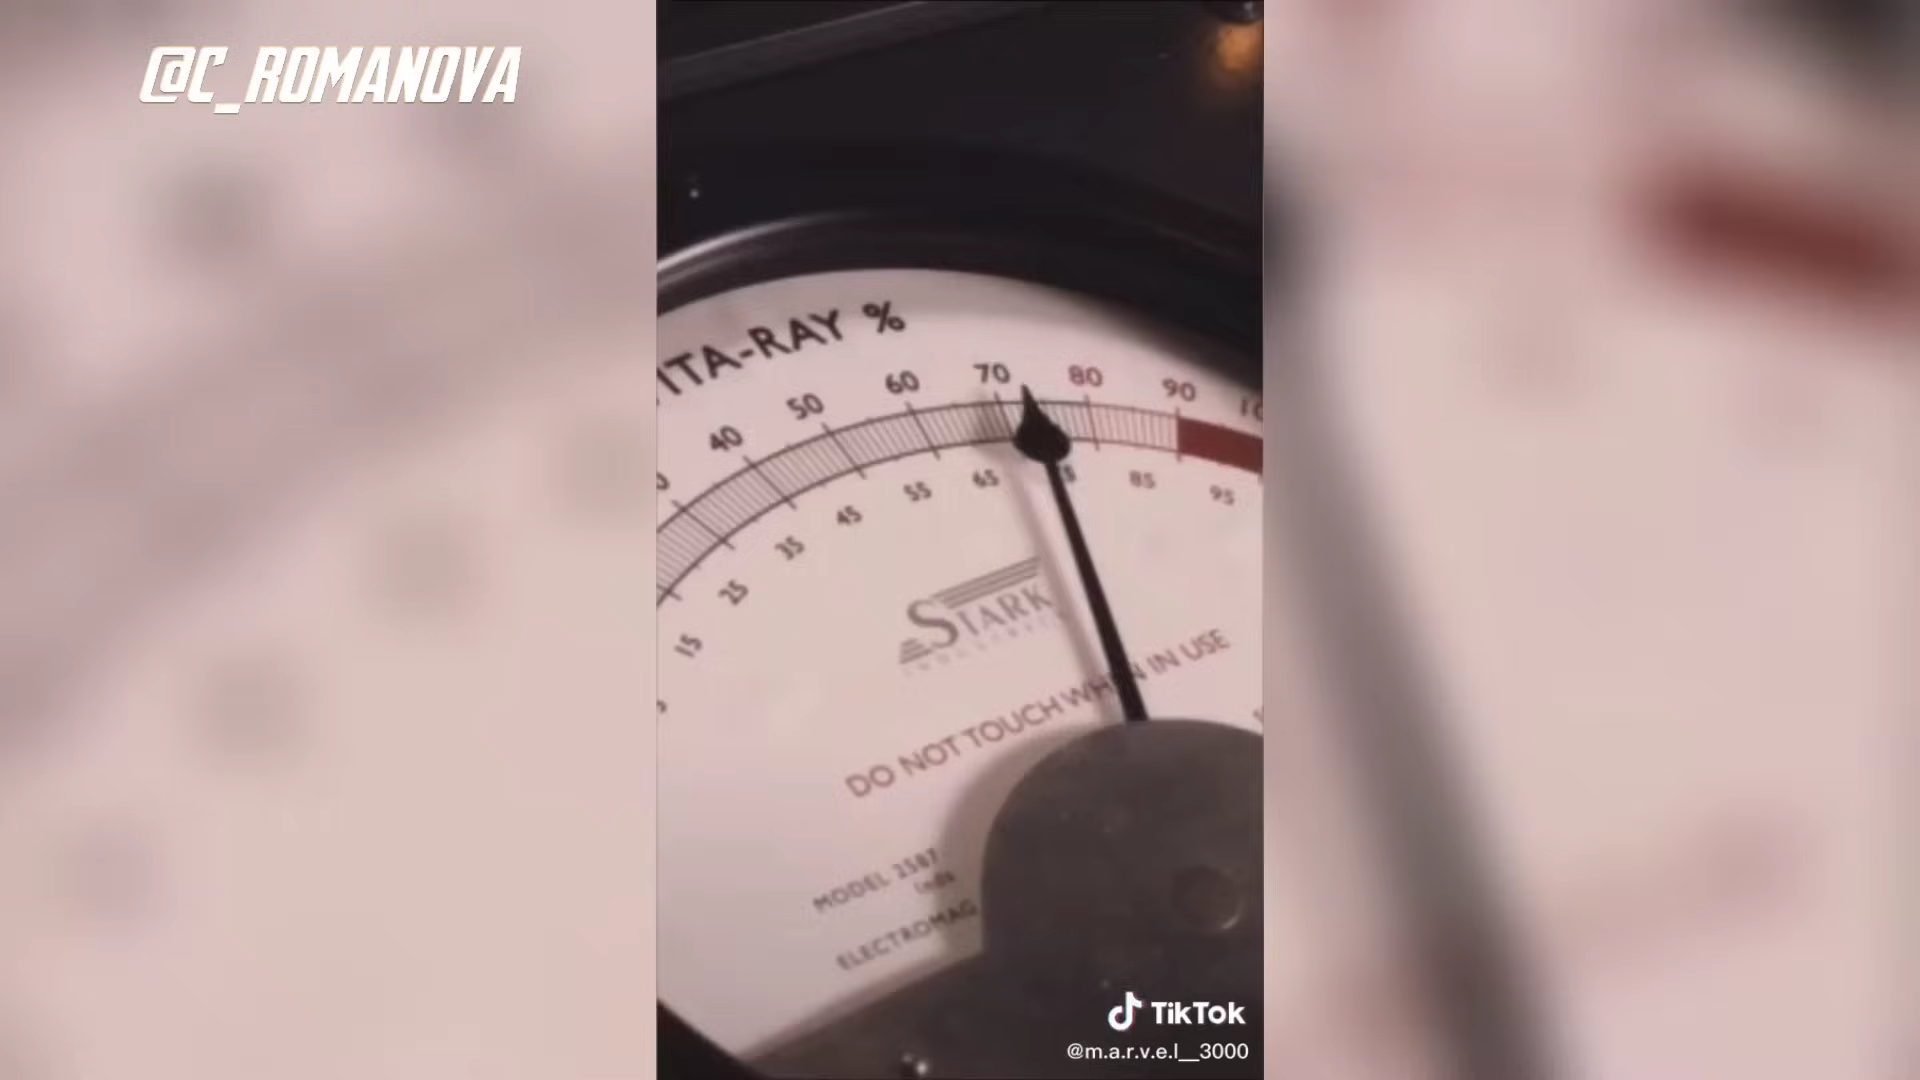 @C_ROMANOVA
ITA-RAY %
40 50 60 70 80 90
15 25 35 45 55 65 85 95
STARK
DO NOT TOUCH WHEN IN USE
MODEL
ELECTROMAG
TikTok
@m.a.r.v.e.l__3000